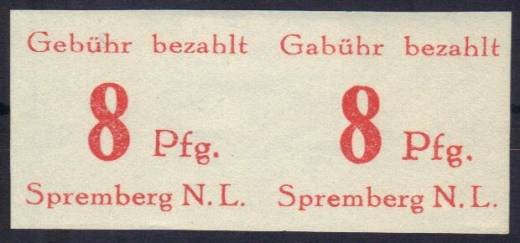 Gebühr bezahlt
8 Pfg.
Spremberg N. L.
Gabühr bezahlt
8 Pfg.
Spremberg N. L.